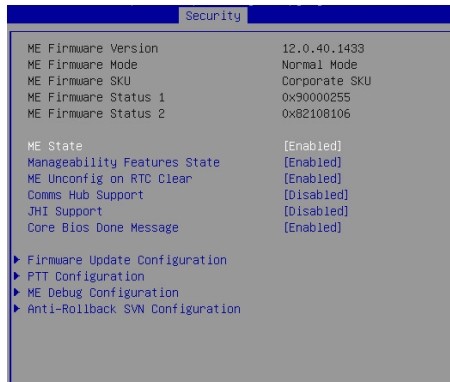 Security
ME Firmware Version 12.0.40.1433
ME Firmware Mode Normal Mode
ME Firmware SKU Corporate SKU
ME Firmware Status 1 0x90000255
ME Firmware Status 2 0x82108106
ME State [Enabled]
Manageability Features State [Enabled]
ME Unconfig on RTC Clear [Enabled]
Comms Hub Support [Disabled]
JHI Support [Disabled]
Core Bios Done Message [Enabled]
Firmware Update Configuration
PTT Configuration
ME Debug Configuration
Anti-Rollback SVN Configuration